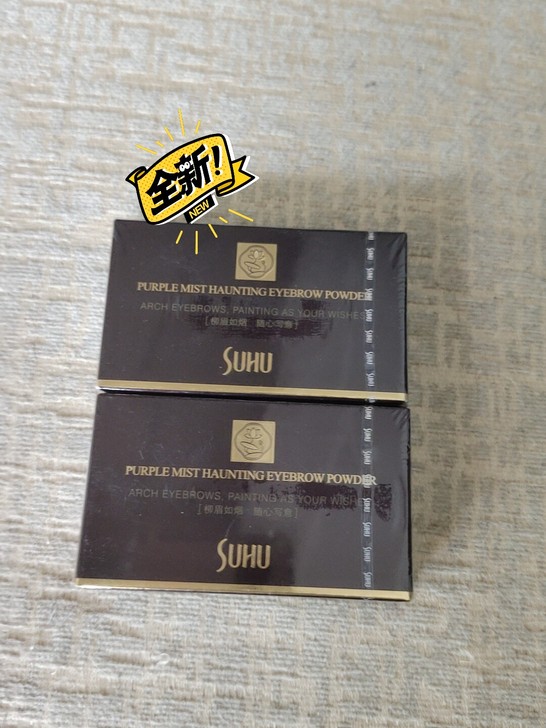 全新!
NEW
PURPLE MIST HAUNTING EYEBROW POWDER
ARCH EYEBROWS, PAINTING AS YOUR WISHES
[柳眉如烟 随心写意]
SUHU
PURPLE MIST HAUNTING EYEBROW POWDER
ARCH EYEBROWS, PAINTING AS YOUR WISHES
[柳眉如烟 随心写意]
SUHU